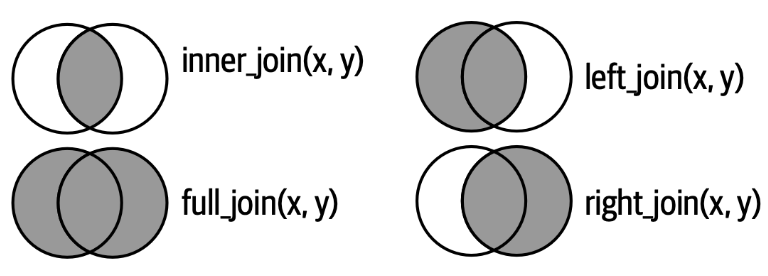 inner_join(x, y)
left_join(x, y)
full_join(x, y)
right_join(x, y)